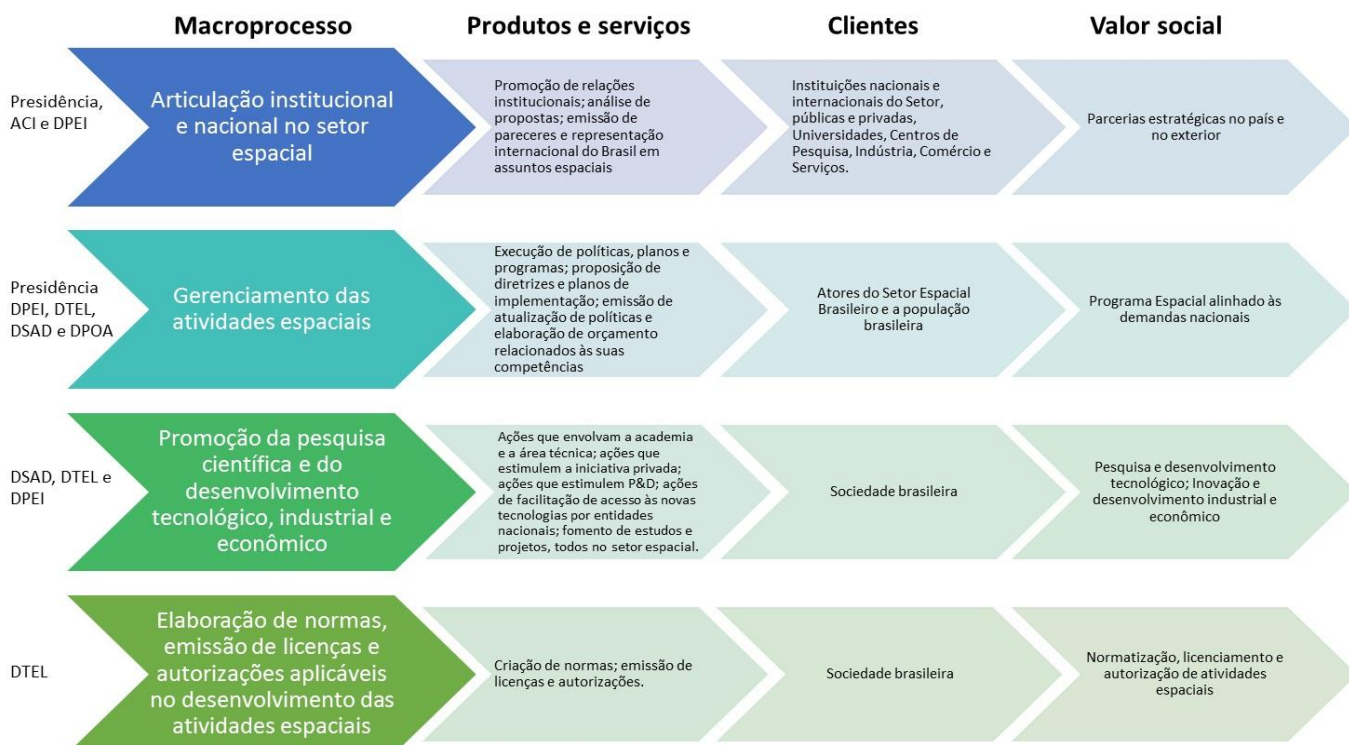 Macroprocesso
Produtos e serviços
Clientes
Valor social
Presidência,
ACI e DPEI
Articulação institucional
e nacional no setor
espacial
Promoção de relações
institucionais; análise de
propostas; emissão de
pareceres e representação
internacional do Brasil em
assuntos espaciais
Instituições nacionais e
internacionais do Setor,
públicas e privadas,
Universidades, Centros de
Pesquisa, Indústria, Comércio e
Serviços.
Parcerias estratégicas no país e
no exterior
Presidência
DPEI, DTEL,
DSAD e DPOA
Gerenciamento das
atividades espaciais
Execução de políticas, planos e
programas; proposição de
diretrizes e planos de
implementação; emissão de
atualização de políticas e
elaboração de orçamento
relacionados às suas
competências
Atores do Setor Espacial
Brasileiro e a população
brasileira
Programa Espacial alinhado às
demandas nacionais
DSAD, DTEL e
DPEI
Promoção da pesquisa
científica e do
desenvolvimento
tecnológico, industrial e
econômico
Ações que envolvam a academia
e a área técnica; ações que
estimulem a iniciativa privada;
ações que estimulem P&D; ações
de facilitação de acesso às novas
tecnologias por entidades
nacionais; fomento de estudos e
projetos, todos no setor espacial.
Sociedade brasileira
Pesquisa e desenvolvimento
tecnológico; Inovação e
desenvolvimento industrial e
econômico
DTEL
Elaboração de normas,
emissão de licenças e
autorizações aplicáveis
no desenvolvimento das
atividades espaciais
Criação de normas; emissão de
licenças e autorizações.
Sociedade brasileira
Normatização, licenciamento e
autorização de atividades
espaciais